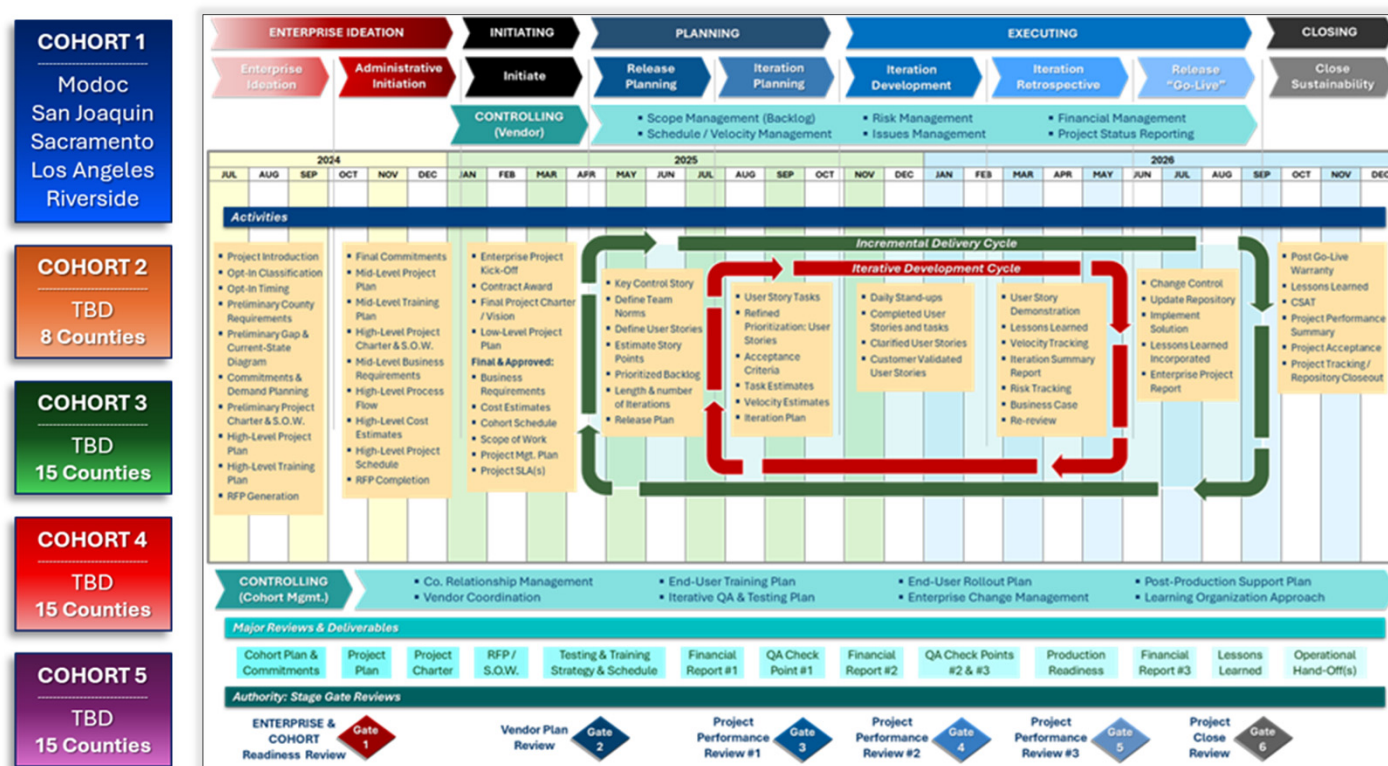 COHORT 1
Modoc
San Joaquin
Sacramento
Los Angeles
Riverside
COHORT 2
TBD
8 Counties
COHORT 3
TBD
15 Counties
COHORT 4
TBD
15 Counties
COHORT 5
TBD
15 Counties
ENTERPRISE IDEATION
INITIATING
PLANNING
EXECUTING
CLOSING
Enterprise
Ideation
Administrative
Initiation
Initiate
Release
Planning
Iteration
Planning
Iteration
Development
Iteration
Retrospective
Release
"Go-Live"
Close
Sustainability
CONTROLLING
(Vendor)
▪ Scope Management (Backlog)
▪ Schedule / Velocity Management
▪ Risk Management
▪ Issues Management
▪ Financial Management
▪ Project Status Reporting
2024
2025
2026
JUL AUG SEP OCT NOV DEC JAN FEB MAR APR MAY JUN JUL AUG SEP OCT NOV DEC JAN FEB MAR APR MAY JUN JUL AUG SEP OCT NOV DEC
Activities
▪ Project Introduction
▪ Opt-In Classification
▪ Opt-In Timing
▪ Preliminary County
Requirements
▪ Preliminary Gap &
Current-State
Diagram
▪ Commitments &
Demand Planning
▪ Preliminary Project
Charter & S.O.W.
▪ High-Level Project
Plan
▪ High-Level Training
Plan
▪ RFP Generation
▪ Final Commitments
▪ Mid-Level Project
Plan
▪ Mid-Level Training
Plan
▪ High-Level Project
Charter & S.O.W.
▪ Mid-Level Business
Requirements
▪ High-Level Process
Flow
▪ High-Level Cost
Estimates
▪ High-Level Project
Schedule
▪ RFP Completion
▪ Enterprise Project
Kick-Off
▪ Contract Award
▪ Final Project Charter
/ Vision
▪ Low-Level Project
Plan
Final & Approved:
▪ Business
Requirements
▪ Cost Estimates
▪ Cohort Schedule
▪ Scope of Work
▪ Project Mgt. Plan
▪ Project SLA(s)
Incremental Delivery Cycle
Iterative Development Cycle
▪ Key Control Story
▪ Define Team
Norms
▪ Define User Stories
▪ Estimate Story
Points
▪ Prioritized Backlog
▪ Length & number
of Iterations
▪ Release Plan
▪ User Story Tasks
▪ Refined
Prioritization: User
Stories
▪ Acceptance
Criteria
▪ Task Estimates
▪ Velocity Estimates
▪ Iteration Plan
▪ Daily Stand-ups
▪ Completed User
Stories and tasks
▪ Clarified User Stories
▪ Customer Validated
User Stories
▪ User Story
Demonstration
▪ Lessons Learned
▪ Velocity Tracking
▪ Iteration Summary
Report
▪ Risk Tracking
▪ Business Case
▪ Re-review
▪ Change Control
▪ Update Repository
▪ Implement
Solution
▪ Lessons Learned
Incorporated
▪ Enterprise Project
Report
▪ Post Go-Live
Warranty
▪ Lessons Learned
▪ CSAT
▪ Project Performance
Summary
▪ Project Acceptance
▪ Project Tracking /
Repository Closeout
CONTROLLING
(Cohort Mgmt.)
▪ Co. Relationship Management
▪ Vendor Coordination
▪ End-User Training Plan
▪ Iterative QA & Testing Plan
▪ End-User Rollout Plan
▪ Enterprise Change Management
▪ Post-Production Support Plan
▪ Learning Organization Approach
Major Reviews & Deliverables
Cohort Plan &
Commitments
Project
Plan
Project
Charter
RFP /
S.O.W.
Testing & Training
Strategy & Schedule
Financial
Report #1
QA Check
Point #1
Financial
Report #2
QA Check Points
#2 & #3
Production
Readiness
Financial
Report #3
Lessons
Learned
Operational
Hand-Off(s)
Authority: Stage Gate Reviews
ENTERPRISE &
COHORT
Readiness Review
Gate
1
Vendor Plan
Review
Gate
2
Project
Performance
Review #1
Gate
3
Project
Performance
Review #2
Gate
4
Project
Performance
Review #3
Gate
5
Project
Close
Review
Gate
6